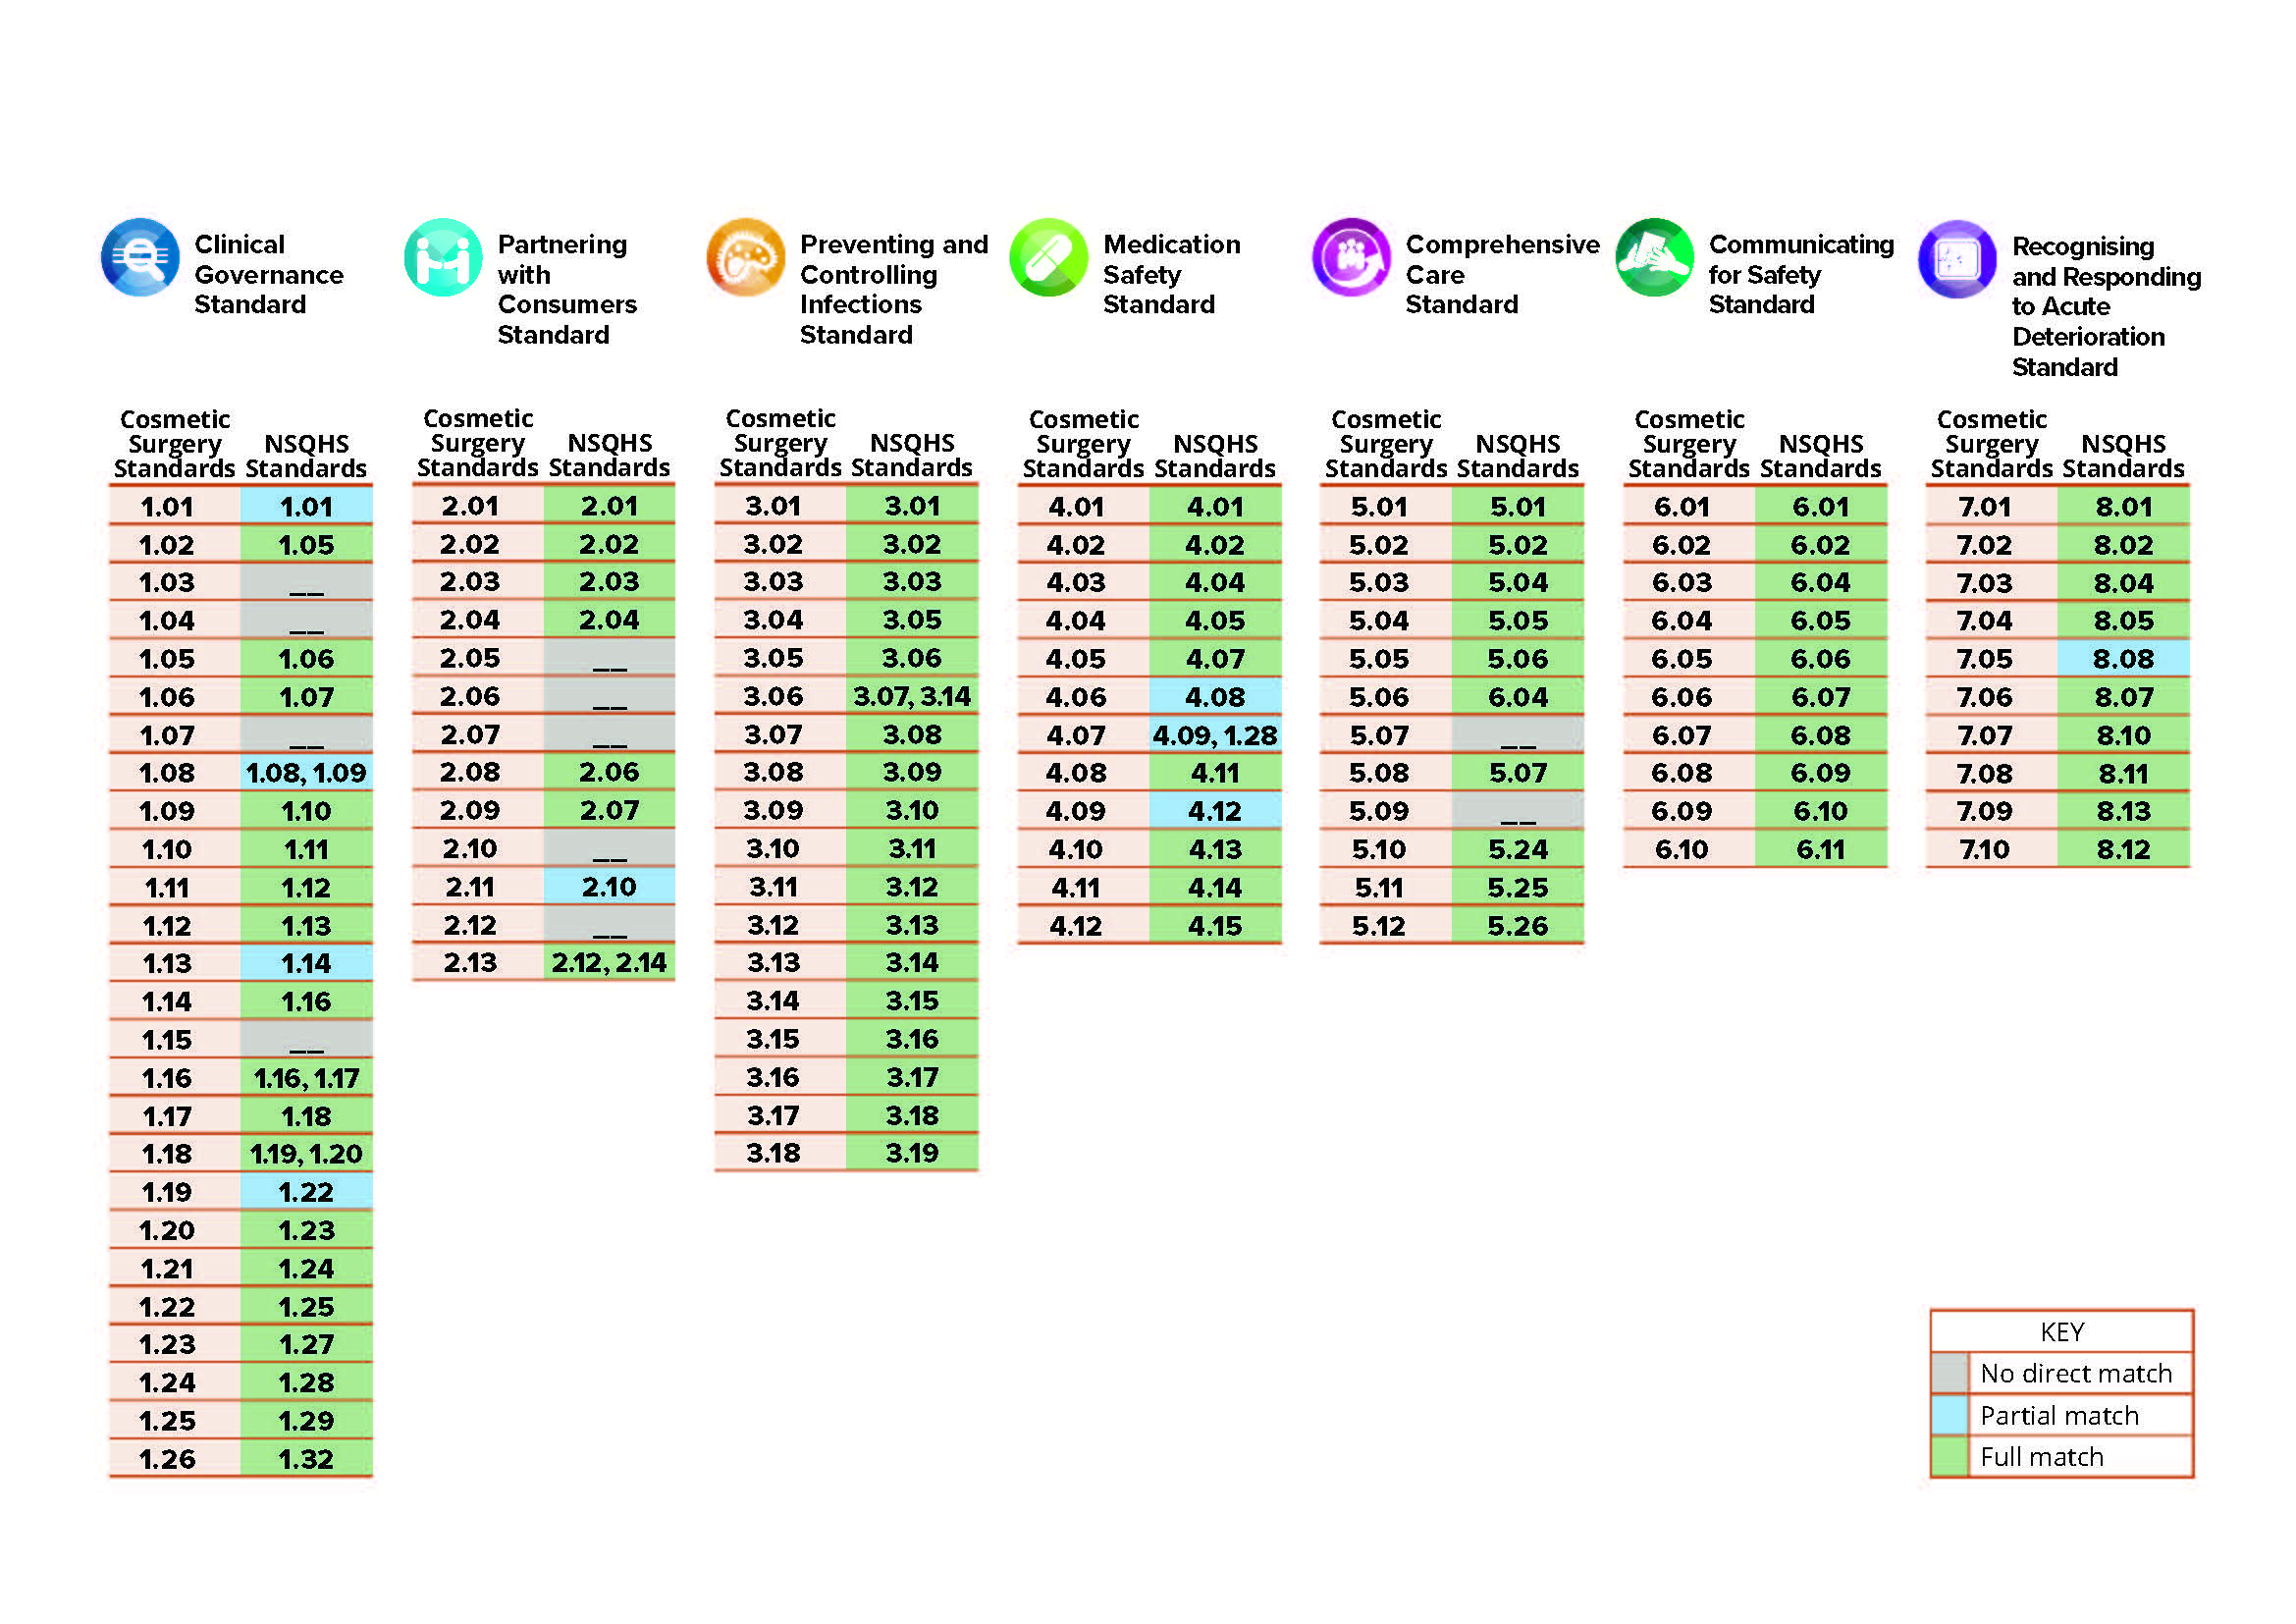 Clinical
Governance
Standard
Partnering
with
Consumers
Standard
Preventing and
Controlling
Infections
Standard
Medication
Safety
Standard
Comprehensive
Care
Standard
Communicating
for Safety
Standard
Recognising
and Responding
to Acute
Deterioration
Standard
Cosmetic
Surgery NSQHS
Standards Standards
1.01 1.01
1.02 1.05
1.03 __
1.04 __
1.05 1.06
1.06 1.07
1.07 __
1.08 1.08, 1.09
1.09 1.10
1.10 1.11
1.11 1.12
1.12 1.13
1.13 1.14
1.14 1.16
1.15 __
1.16 1.16, 1.17
1.17 1.18
1.18 1.19, 1.20
1.19 1.22
1.20 1.23
1.21 1.24
1.22 1.25
1.23 1.27
1.24 1.28
1.25 1.29
1.26 1.32
Cosmetic
Surgery NSQHS
Standards Standards
2.01 2.01
2.02 2.02
2.03 2.03
2.04 2.04
2.05 __
2.06 __
2.07 __
2.08 2.06
2.09 2.07
2.10 __
2.11 2.10
2.12 __
2.13 2.12, 2.14
Cosmetic
Surgery NSQHS
Standards Standards
3.01 3.01
3.02 3.02
3.03 3.03
3.04 3.05
3.05 3.06
3.06 3.07, 3.14
3.07 3.08
3.08 3.09
3.09 3.10
3.10 3.11
3.11 3.12
3.12 3.13
3.13 3.14
3.14 3.15
3.15 3.16
3.16 3.17
3.17 3.18
3.18 3.19
Cosmetic
Surgery NSQHS
Standards Standards
4.01 4.01
4.02 4.02
4.03 4.04
4.04 4.05
4.05 4.07
4.06 4.08
4.07 4.09, 1.28
4.08 4.11
4.09 4.12
4.10 4.13
4.11 4.14
4.12 4.15
Cosmetic
Surgery NSQHS
Standards Standards
5.01 5.01
5.02 5.02
5.03 5.04
5.04 5.05
5.05 5.06
5.06 6.04
5.07 __
5.08 5.07
5.09 __
5.10 5.24
5.11 5.25
5.12 5.26
Cosmetic
Surgery NSQHS
Standards Standards
6.01 6.01
6.02 6.02
6.03 6.04
6.04 6.05
6.05 6.06
6.06 6.07
6.07 6.08
6.08 6.09
6.09 6.10
6.10 6.11
Cosmetic
Surgery NSQHS
Standards Standards
7.01 8.01
7.02 8.02
7.03 8.04
7.04 8.05
7.05 8.08
7.06 8.07
7.07 8.10
7.08 8.11
7.09 8.13
7.10 8.12
KEY
No direct match
Partial match
Full match